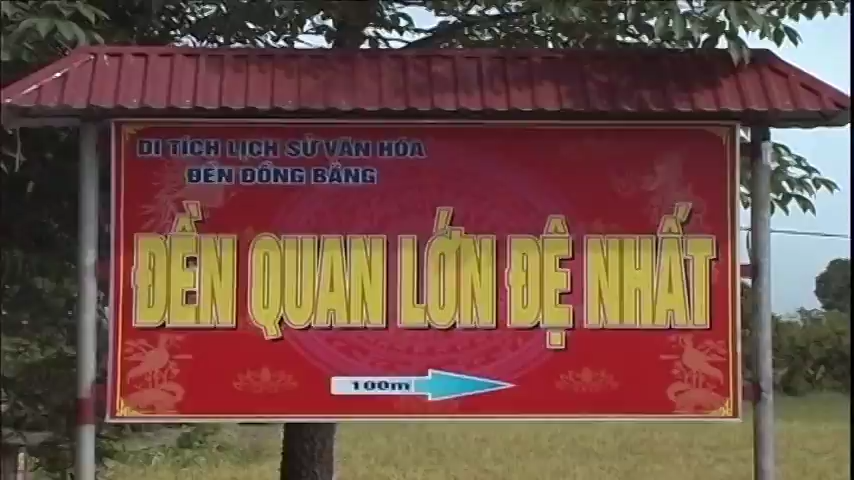 DI TÍCH LỊCH SỬ VĂN HÓA
ĐỀN ĐỒNG BẰNG
ĐỀN QUAN LỚN ĐỆ NHẤT
100m